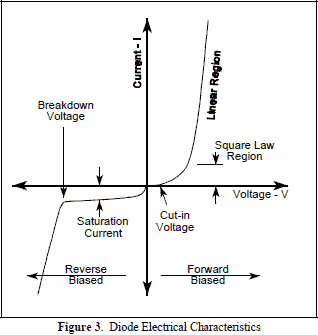 Current - I
Linear Region
Breakdown
Voltage
Square Law
Region
Voltage - V
Saturation
Current
Cut-in
Voltage
Reverse
Biased
Forward
Biased
Figure 3. Diode Electrical Characteristics